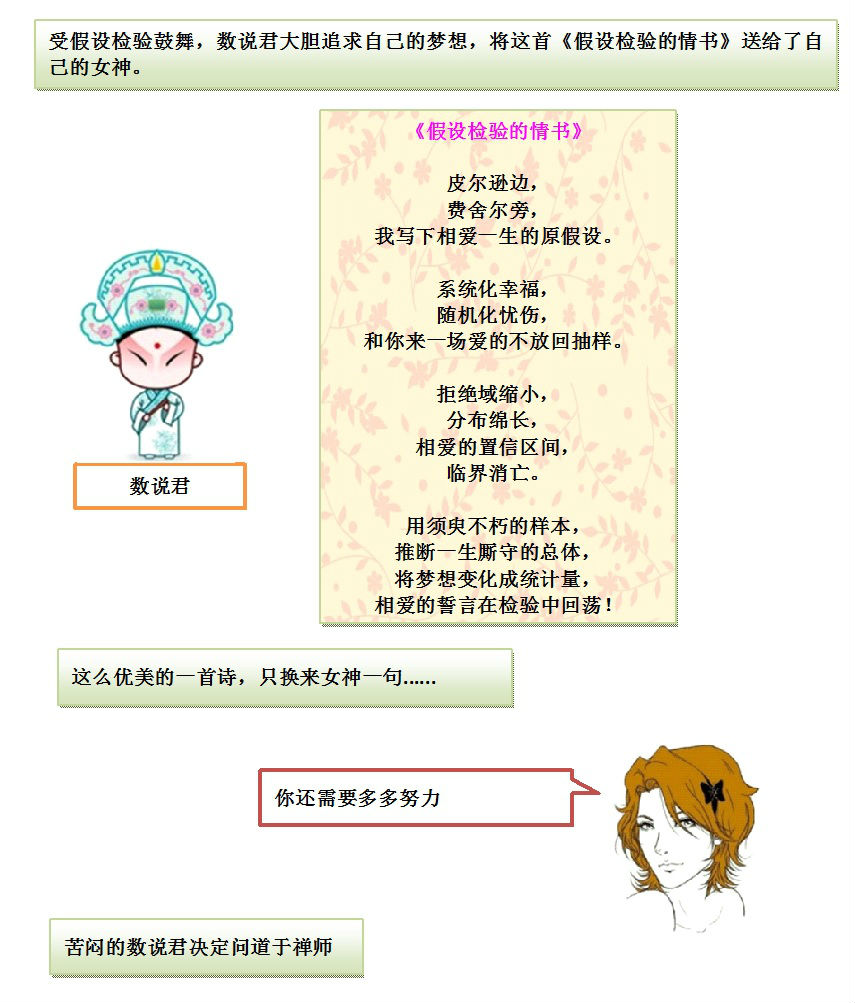 受假设检验鼓舞，数说君大胆追求自己的梦想，将这首《假设检验的情书》送给了自
己的女神。
《假设检验的情书》
皮尔逊边，
费舍尔旁，
我写下相爱一生的原假设。
系统化幸福，
随机化忧伤，
和你来一场爱的不放回抽样。
拒绝域缩小，
分布绵长，
相爱的置信区间，
临界消亡。
用须臾不朽的样本，
推断一生厮守的总体，
将梦想变化成统计量，
相爱的誓言在检验中回荡！
数说君
这么优美的一首诗，只换来女神一句……
你还需要多多努力
苦闷的数说君决定问道于禅师